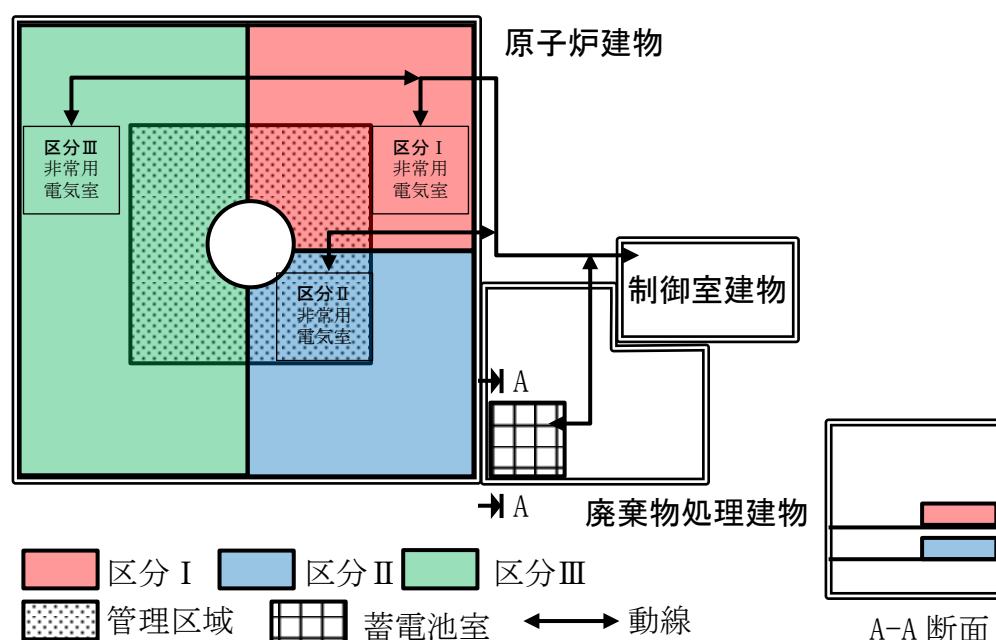 原子炉建物
区分Ⅲ
非常用
電気室
区分Ⅰ
非常用
電気室
区分Ⅱ
非常用
電気室
制御室建物
A
A
廃棄物処理建物
区分Ⅰ
区分Ⅱ
区分Ⅲ
管理区域
蓄電池室
動線
A-A 断面